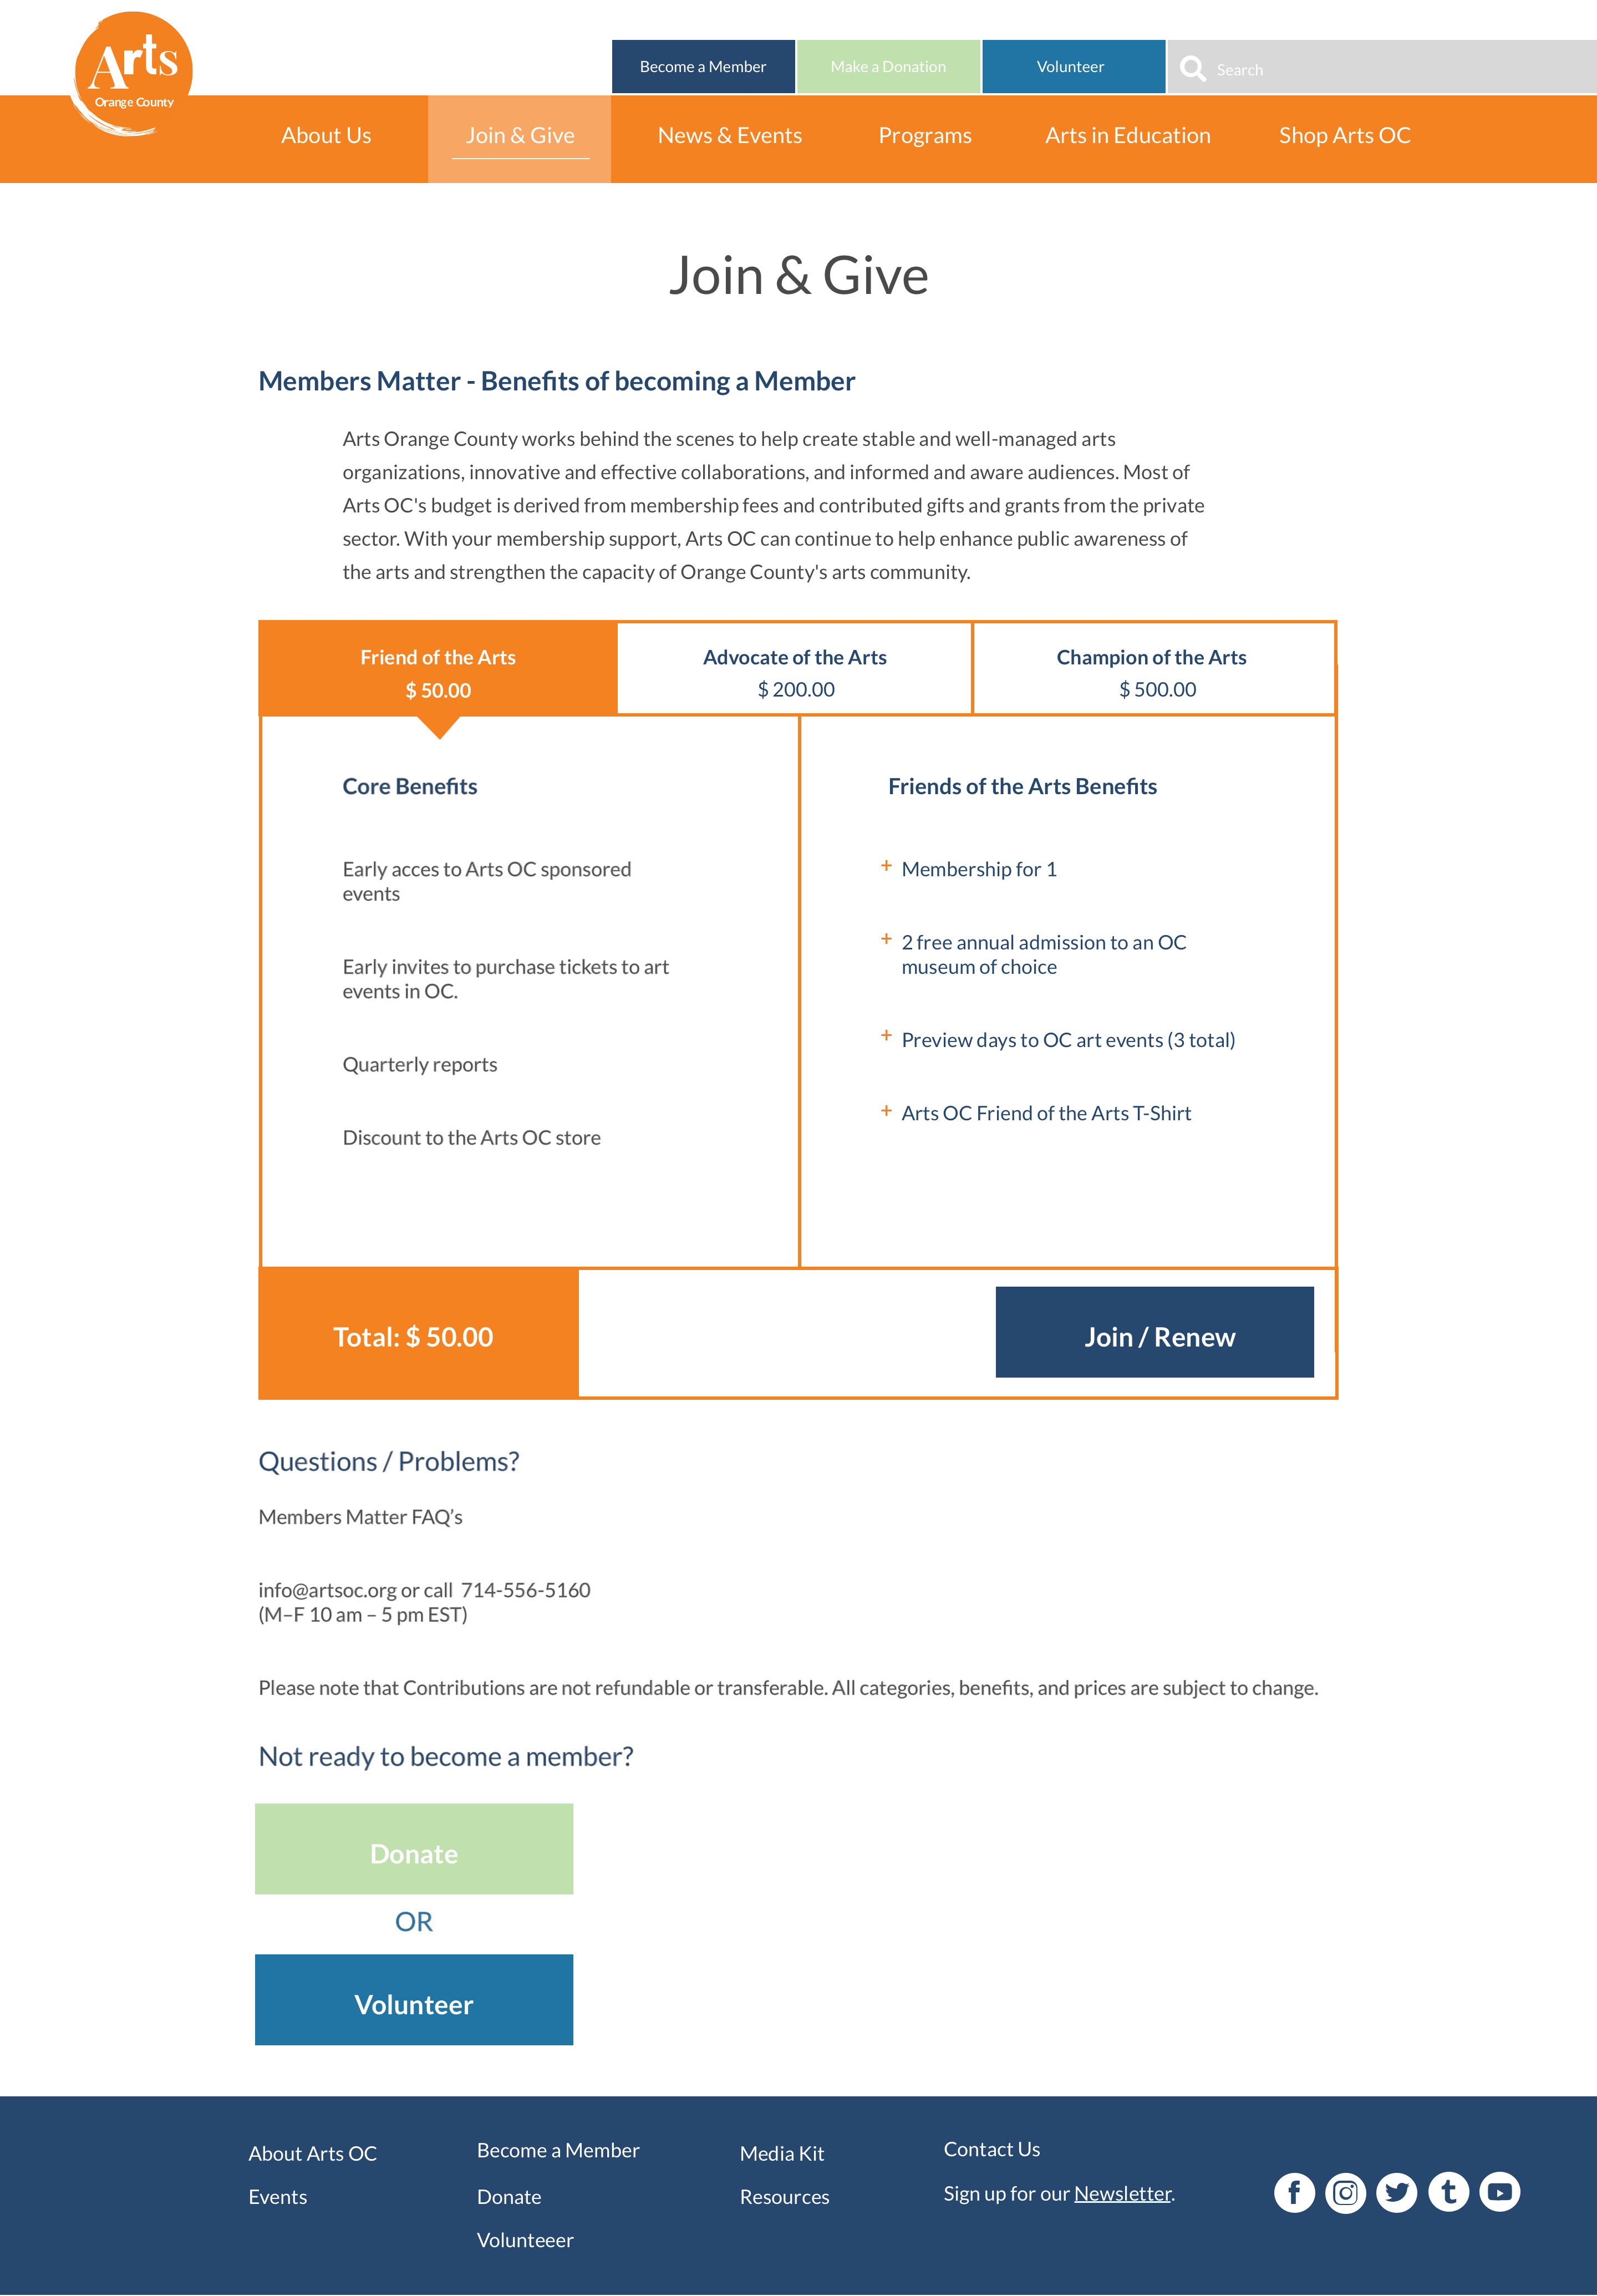 Arts
Orange County
Become a Member
Make a Donation
Volunteer
Search
About Us
Join & Give
News & Events
Programs
Arts in Education
Shop Arts OC
Join & Give
Members Matter - Benefits of becoming a Member
Arts Orange County works behind the scenes to help create stable and well-managed arts
organizations, innovative and effective collaborations, and informed and aware audiences. Most of
Arts OC's budget is derived from membership fees and contributed gifts and grants from the private
sector. With your membership support, Arts OC can continue to help enhance public awareness of
the arts and strengthen the capacity of Orange County's arts community.
Friend of the Arts
$ 50.00
Advocate of the Arts
$ 200.00
Champion of the Arts
$ 500.00
Core Benefits
Early acces to Arts OC sponsored
events
Early invites to purchase tickets to art
events in OC.
Quarterly reports
Discount to the Arts OC store
Friends of the Arts Benefits
+ Membership for 1
+ 2 free annual admission to an OC
museum of choice
+ Preview days to OC art events (3 total)
+ Arts OC Friend of the Arts T-Shirt
Total: $ 50.00
Join / Renew
Questions / Problems?
Members Matter FAQ’s
info@artsoc.org or call 714-556-5160
(M–F 10 am – 5 pm EST)
Please note that Contributions are not refundable or transferable. All categories, benefits, and prices are subject to change.
Not ready to become a member?
Donate
OR
Volunteer
About Arts OC
Events
Become a Member
Donate
Volunteeer
Media Kit
Resources
Contact Us
Sign up for our Newsletter.